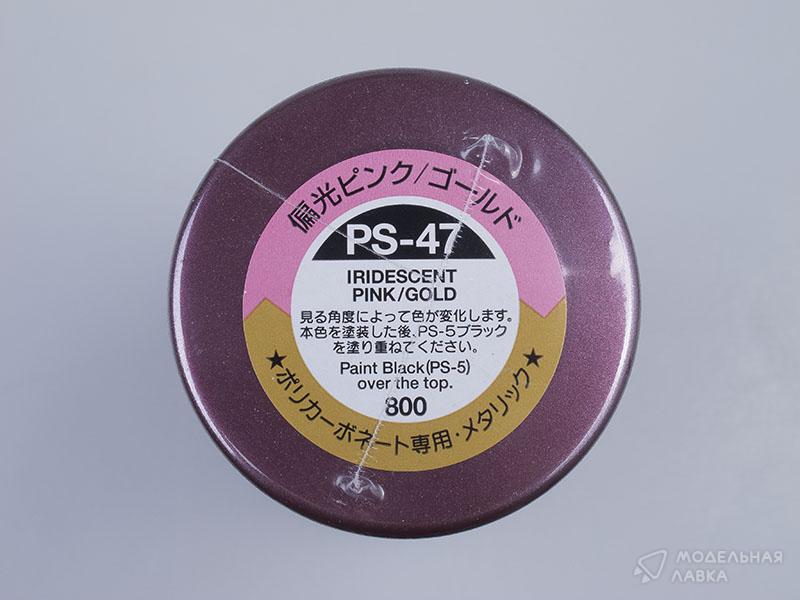 偏光ピンク/ゴールド
PS-47
IRIDESCENT
PINK/GOLD
見る角度によって色が変化します。
本色を塗装した後、PS-5ブラック
を塗り重ねてください。
Paint Black(PS-5)
over the top.
800
★ポリカーボネート専用・メタリック★
МОДЕЛЬНАЯ
ЛАВКА